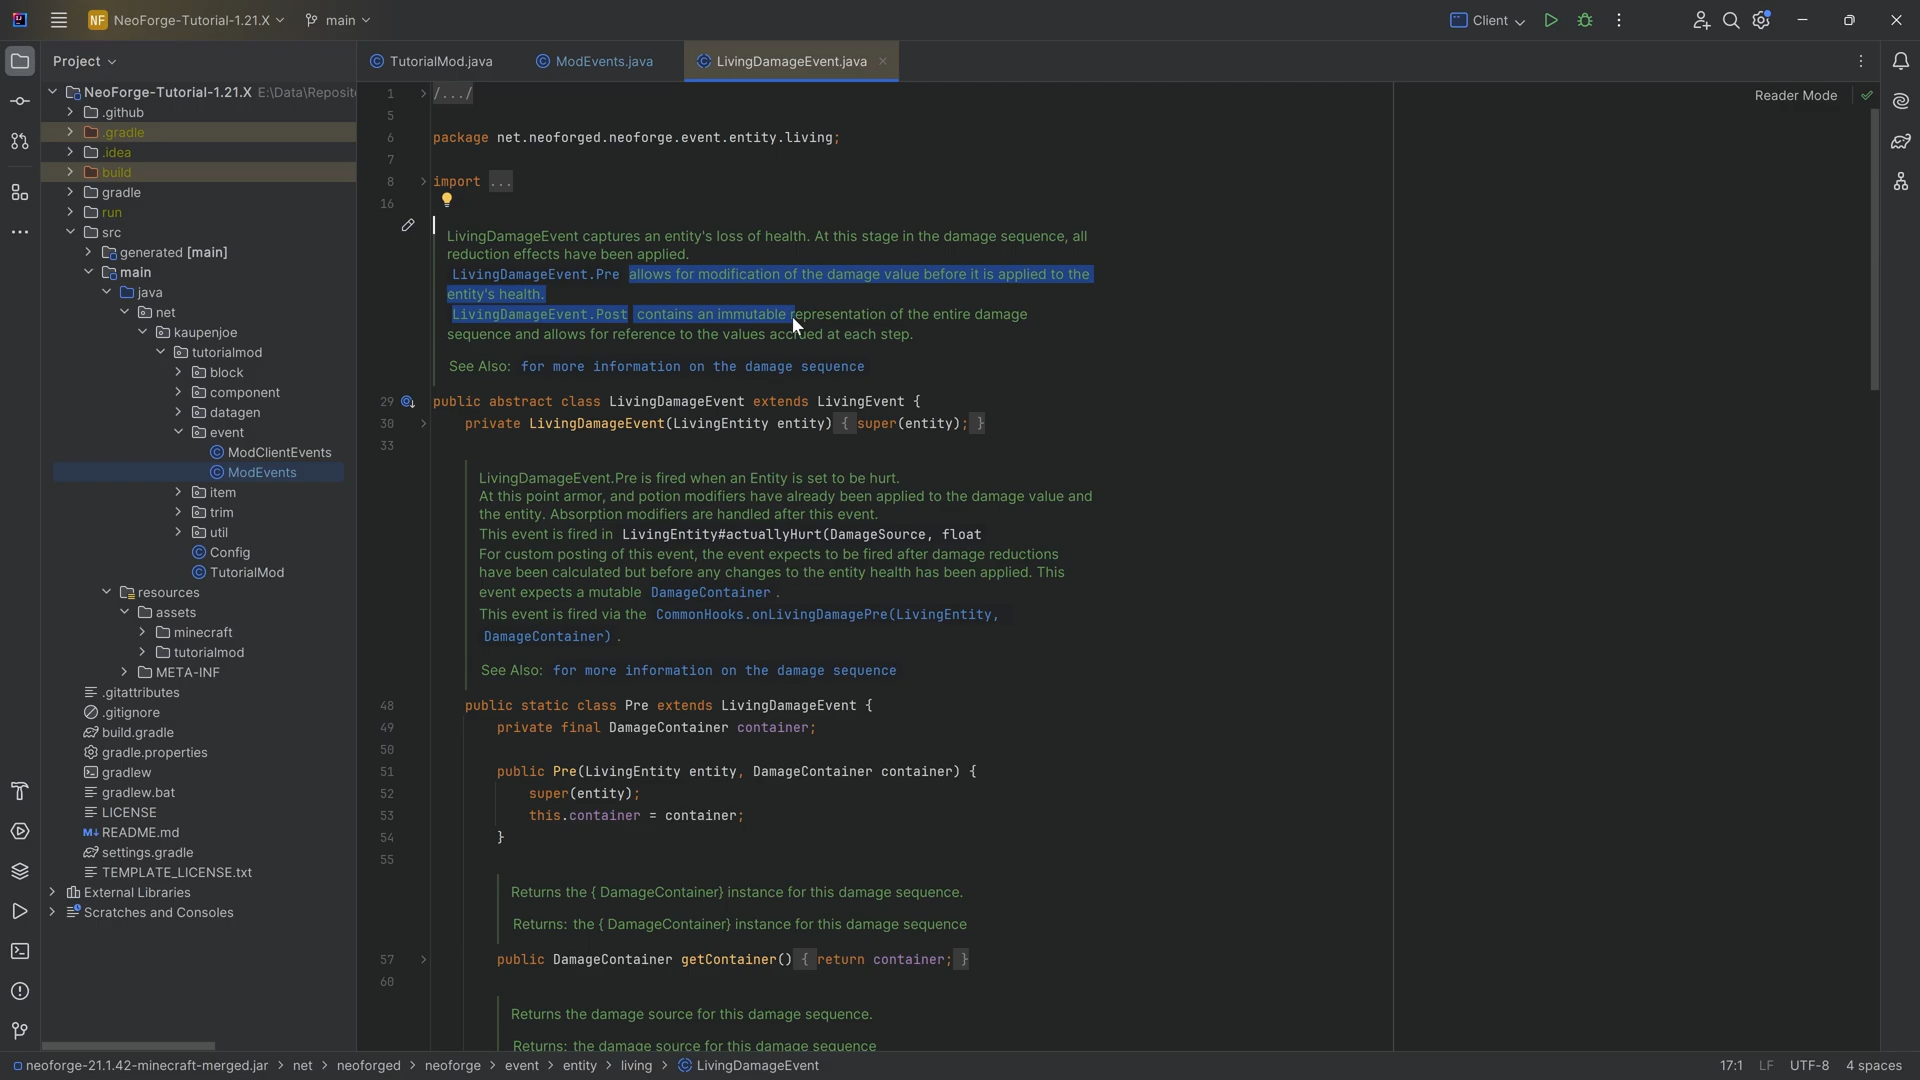 NF NeoForge-Tutorial-1.21.X main Client
Project
TutorialMod.java ModEvents.java LivingDamageEvent.java
Reader Mode
NeoForge-Tutorial-1.21.X E:\Data\Reposit
.github
.gradle
.idea
build
gradle
run
src
generated [main]
main
java
net
kaupenjoe
tutorialmod
block
component
datagen
event
ModClientEvents
ModEvents
item
trim
util
Config
TutorialMod
resources
assets
minecraft
tutorialmod
META-INF
.gitattributes
.gitignore
build.gradle
gradle.properties
gradlew
gradlew.bat
LICENSE
README.md
settings.gradle
TEMPLATE_LICENSE.txt
External Libraries
Scratches and Consoles
1 /.../
5
6 package net.neoforged.neoforge.event.entity.living;
7
8 import ...
16
LivingDamageEvent captures an entity's loss of health. At this stage in the damage sequence, all
reduction effects have been applied.
LivingDamageEvent.Pre allows for modification of the damage value before it is applied to the
entity's health.
LivingDamageEvent.Post contains an immutable representation of the entire damage
sequence and allows for reference to the values accrued at each step.
See Also: for more information on the damage sequence
29 public abstract class LivingDamageEvent extends LivingEvent {
30 private LivingDamageEvent(LivingEntity entity) { super(entity); }
33
LivingDamageEvent.Pre is fired when an Entity is set to be hurt.
At this point armor, and potion modifiers have already been applied to the damage value and
the entity. Absorption modifiers are handled after this event.
This event is fired in LivingEntity#actuallyHurt(DamageSource, float
For custom posting of this event, the event expects to be fired after damage reductions
have been calculated but before any changes to the entity health has been applied. This
event expects a mutable DamageContainer .
This event is fired via the CommonHooks.onLivingDamagePre(LivingEntity,
DamageContainer) .
See Also: for more information on the damage sequence
48 public static class Pre extends LivingDamageEvent {
49 private final DamageContainer container;
50
51 public Pre(LivingEntity entity, DamageContainer container) {
52 super(entity);
53 this.container = container;
54 }
55
Returns the { DamageContainer} instance for this damage sequence.
Returns: the { DamageContainer} instance for this damage sequence
57 public DamageContainer getContainer() { return container; }
60
Returns the damage source for this damage sequence.
Returns: the damage source for this damage sequence
neoforge-21.1.42-minecraft-merged.jar > net > neoforged > neoforge > event > entity > living > LivingDamageEvent 17:1 LF UTF-8 4 spaces